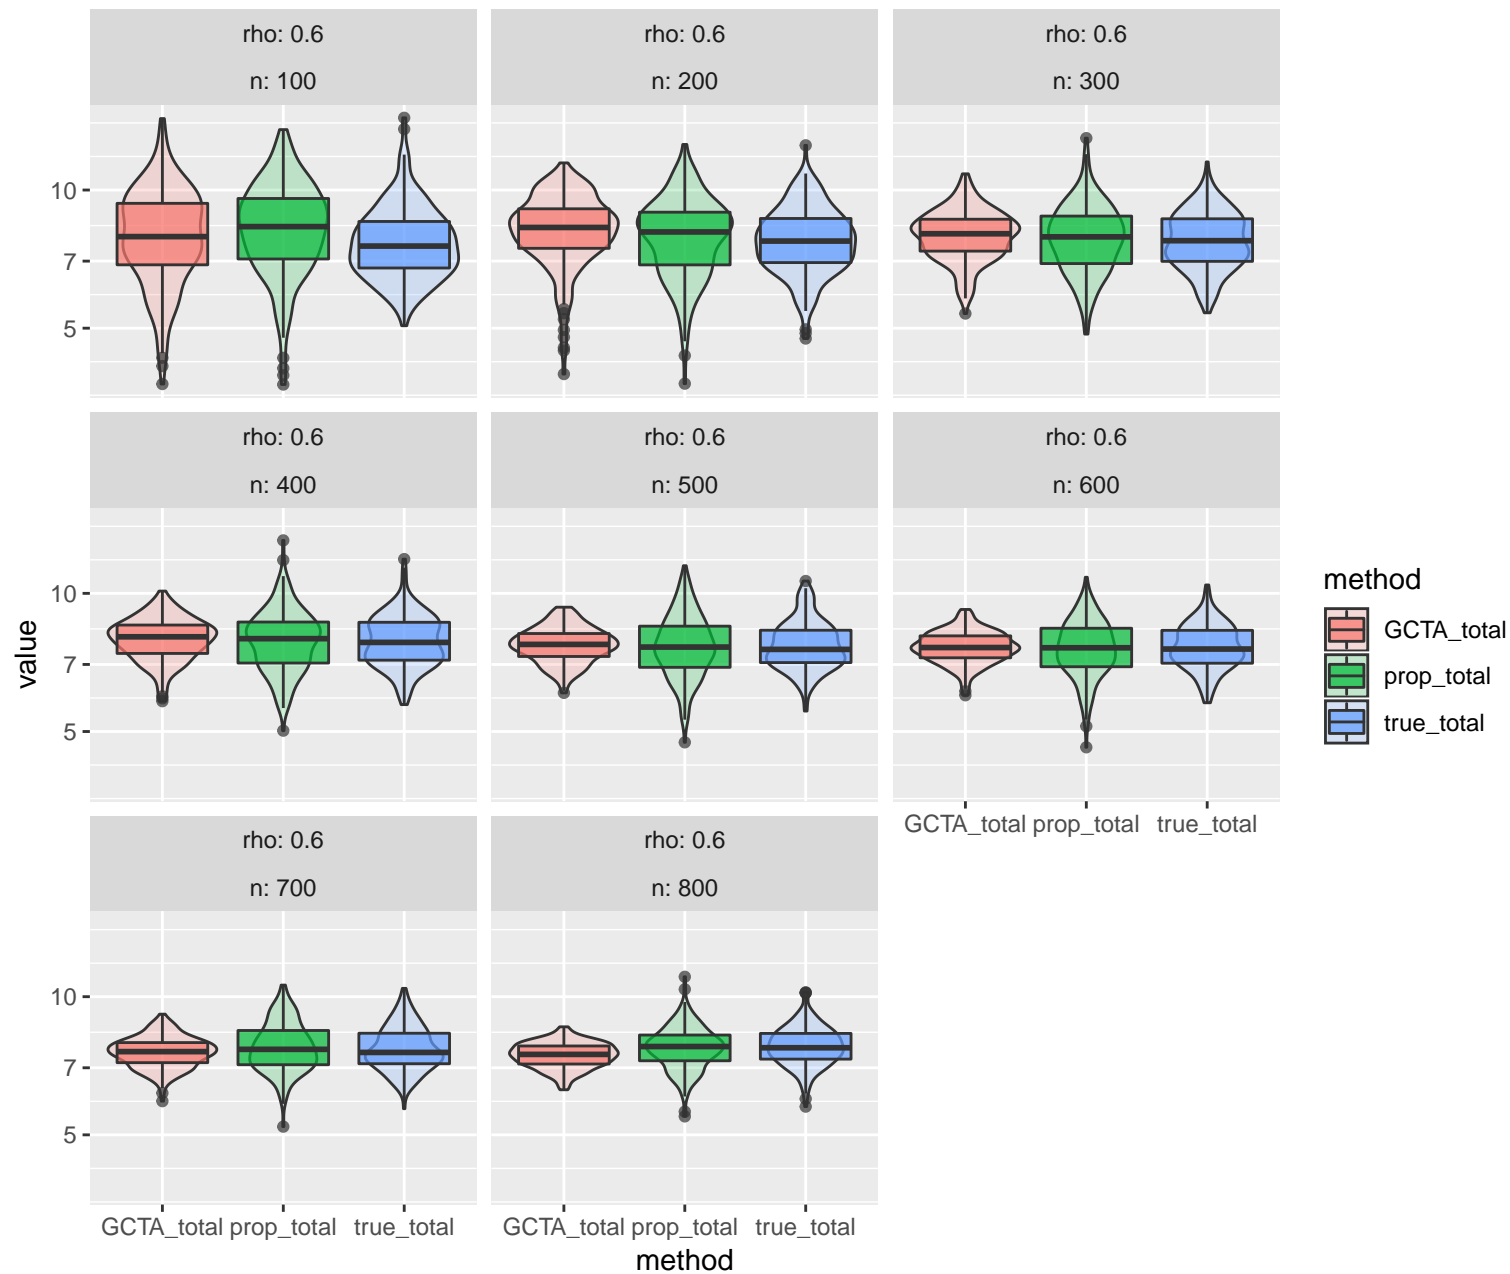 rho: 0.6
n: 100
rho: 0.6
n: 200
rho: 0.6
n: 300
10
7
5
rho: 0.6
n: 400
rho: 0.6
n: 500
rho: 0.6
n: 600
10
7
5
GCTA_total prop_total true_total
rho: 0.6
n: 700
rho: 0.6
n: 800
10
7
5
GCTA_total prop_total true_total
GCTA_total prop_total true_total
method
value
method
GCTA_total
prop_total
true_total